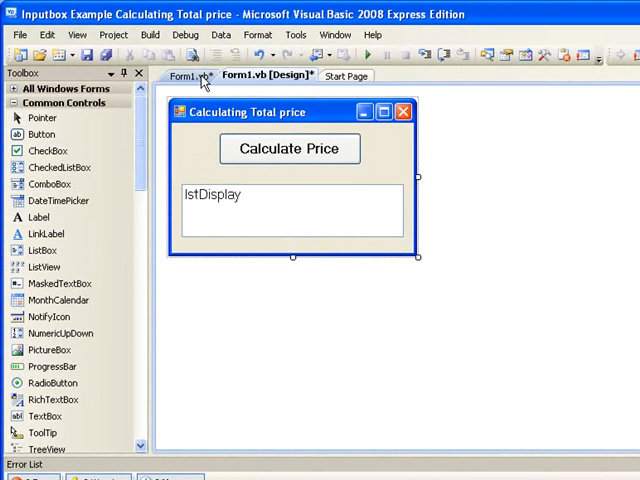 Inputbox Example Calculating Total price - Microsoft Visual Basic 2008 Express Edition
File Edit View Project Build Debug Data Format Tools Window Help
Toolbox
Form1.vb* Form1.vb [Design]* Start Page
All Windows Forms
Common Controls
Pointer
Button
CheckBox
CheckedListBox
ComboBox
DateTimePicker
Label
LinkLabel
ListBox
ListView
MaskedTextBox
MonthCalendar
NotifyIcon
NumericUpDown
PictureBox
ProgressBar
RadioButton
RichTextBox
TextBox
ToolTip
TreeView
Calculating Total price
Calculate Price
lstDisplay
Error List